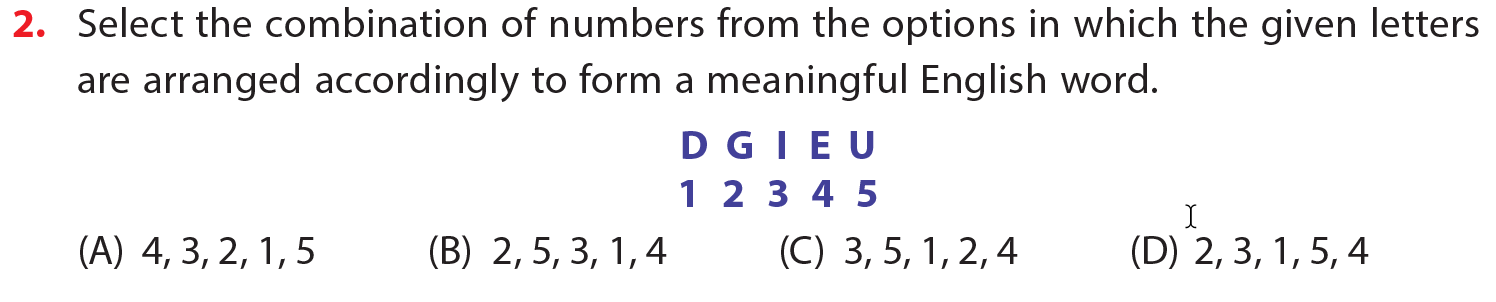 2. Select the combination of numbers from the options in which the given letters
are arranged accordingly to form a meaningful English word.
D G I E U
1 2 3 4 5
(A) 4, 3, 2, 1, 5 (B) 2, 5, 3, 1, 4 (C) 3, 5, 1, 2, 4 (D) 2, 3, 1, 5, 4